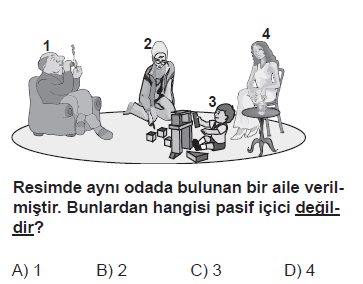 1
2
3
4
Resimde aynı odada bulunan bir aile veril-
miştir. Bunlardan hangisi pasif içici değil-
dir?
A) 1 B) 2 C) 3 D) 4